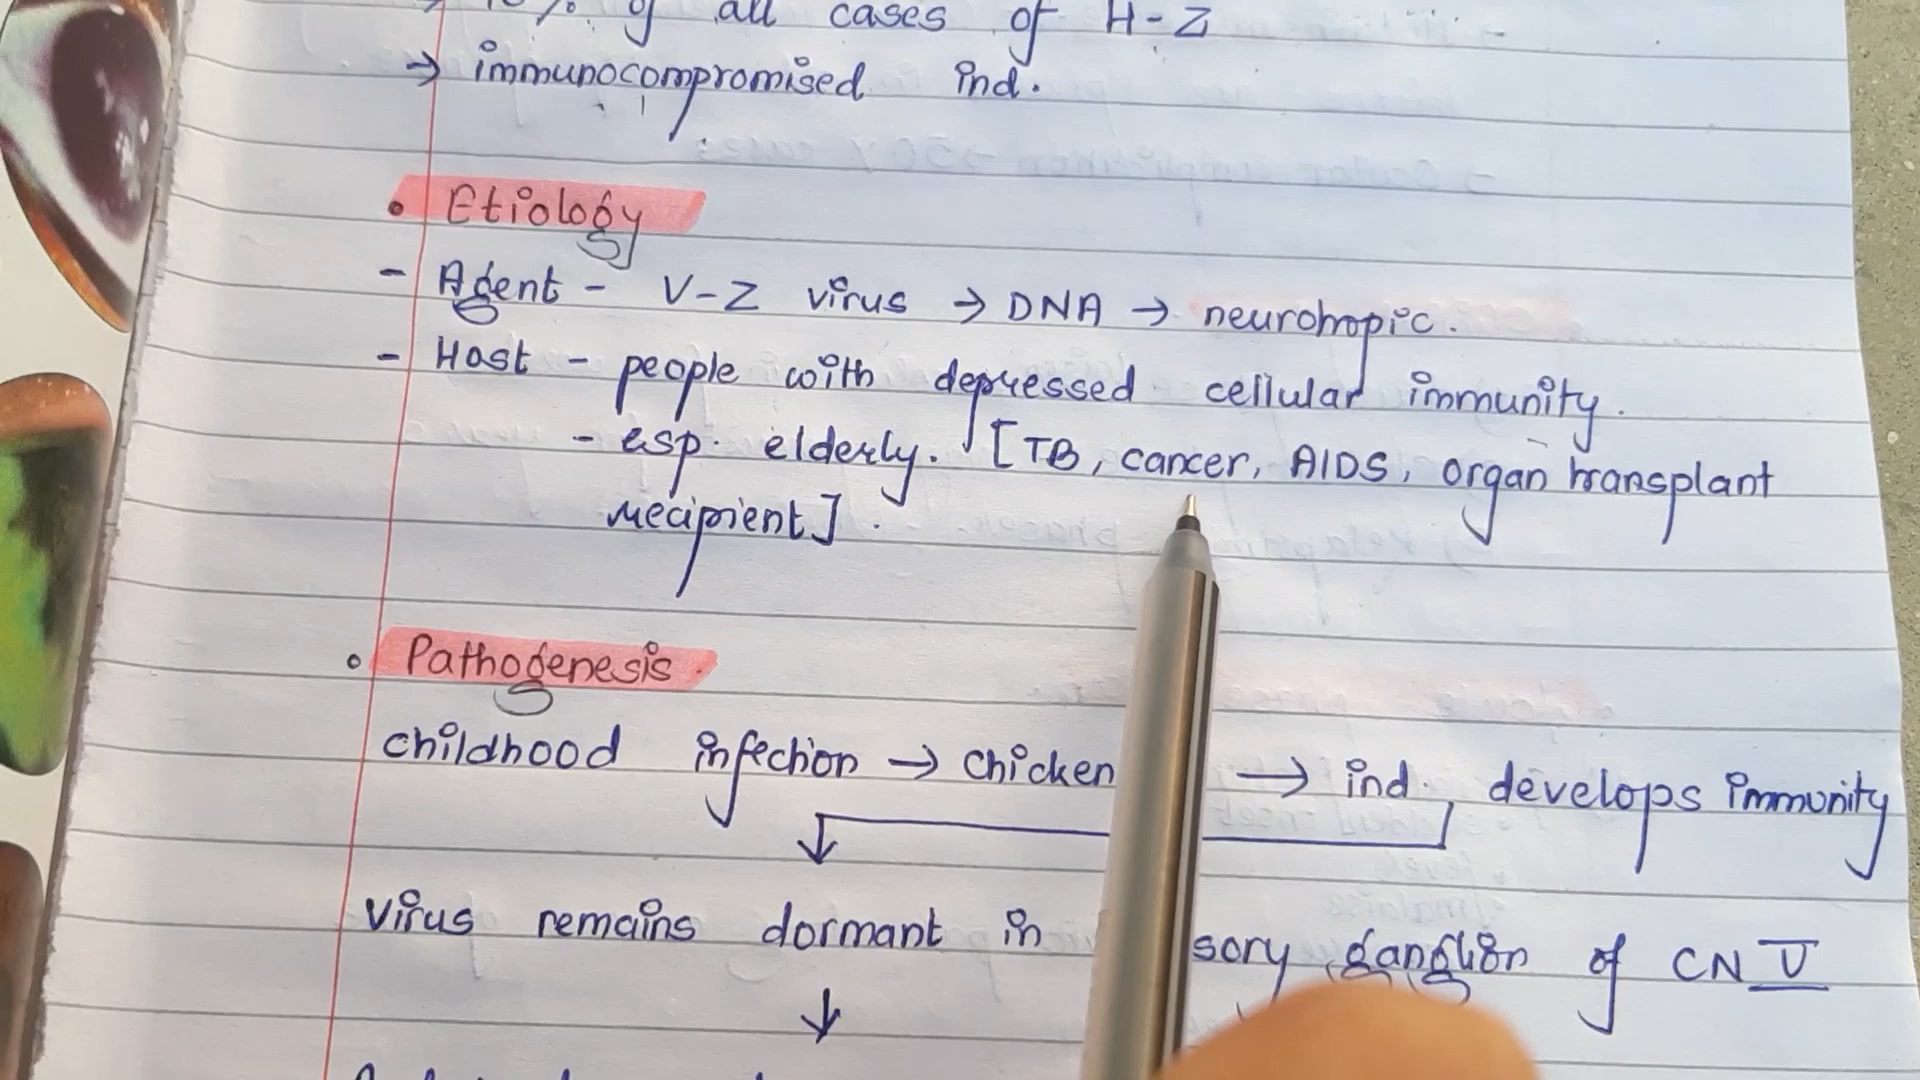 % of all cases of H-Z
→ immunocompromised ind.
• Etiology
- Agent - V-Z virus → DNA → neurotropic.
- Host - people with depressed cellular immunity.
- esp. elderly. [TB, cancer, AIDS, organ transplant
recipient].
• Pathogenesis
childhood infection → chicken → ind. develops immunity
↓
virus remains dormant in sory ganglion of CN V
↓